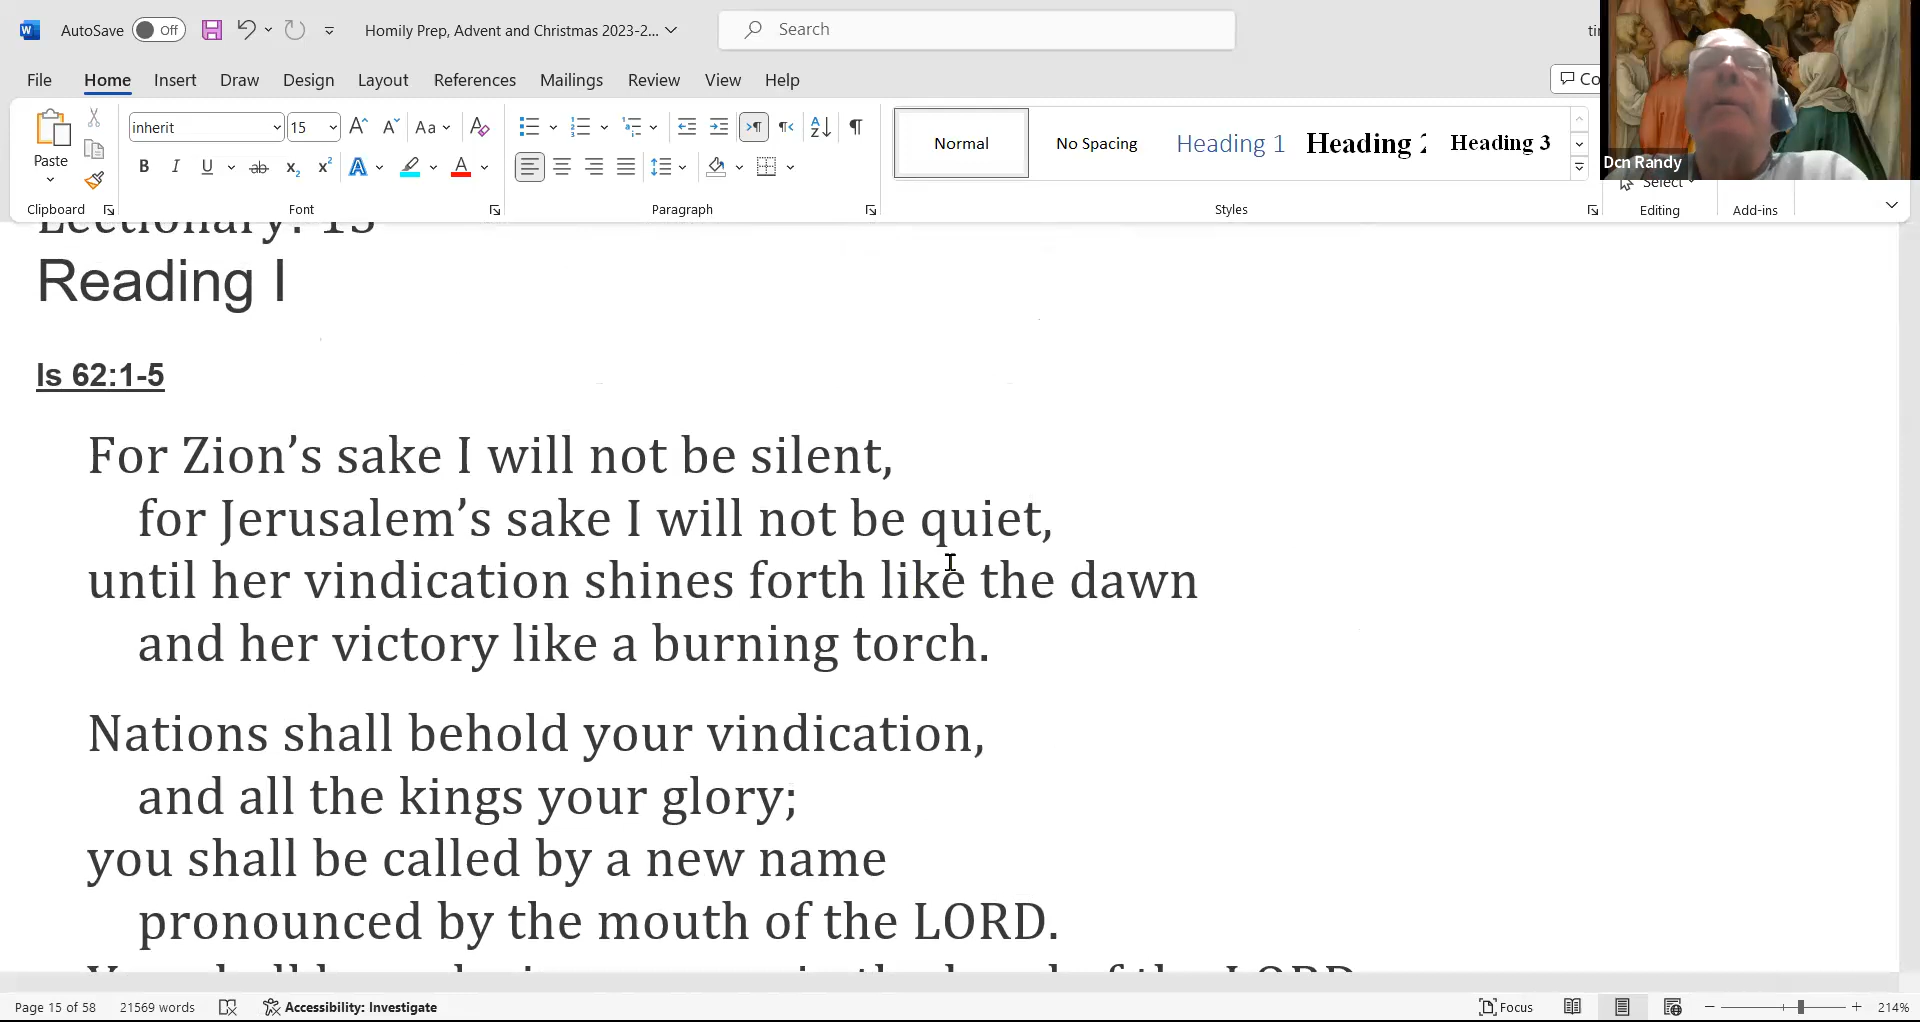 AutoSave Off Homily Prep, Advent and Christmas 2023-2... Search
File Home Insert Draw Design Layout References Mailings Review View Help
Dcn Randy
Paste
inherit 15 Aa
Normal No Spacing Heading 1 Heading 2 Heading 3
Select
Clipboard Font Paragraph Styles Editing Add-ins
Lectionary: 13
Reading I
Is 62:1-5
For Zion’s sake I will not be silent,
for Jerusalem’s sake I will not be quiet,
until her vindication shines forth like the dawn
and her victory like a burning torch.
Nations shall behold your vindication,
and all the kings your glory;
you shall be called by a new name
pronounced by the mouth of the LORD.
Page 15 of 58 21569 words Accessibility: Investigate Focus 214%